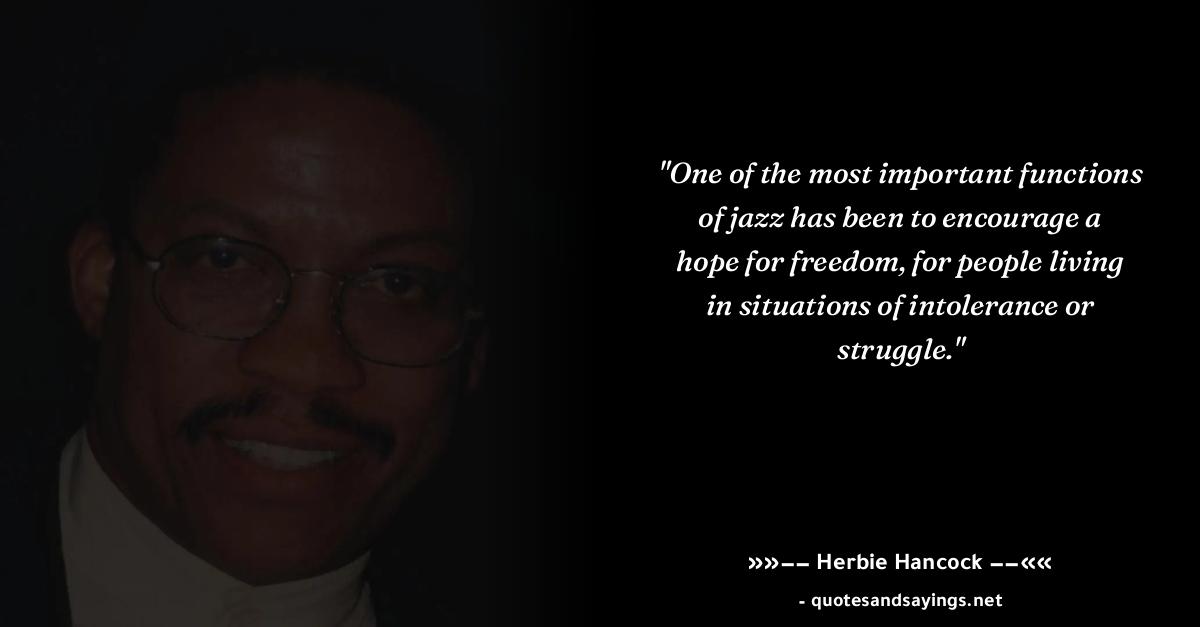 "One of the most important functions
of jazz has been to encourage a
hope for freedom, for people living
in situations of intolerance or
struggle."
»»−− Herbie Hancock −−««
- quotesandsayings.net